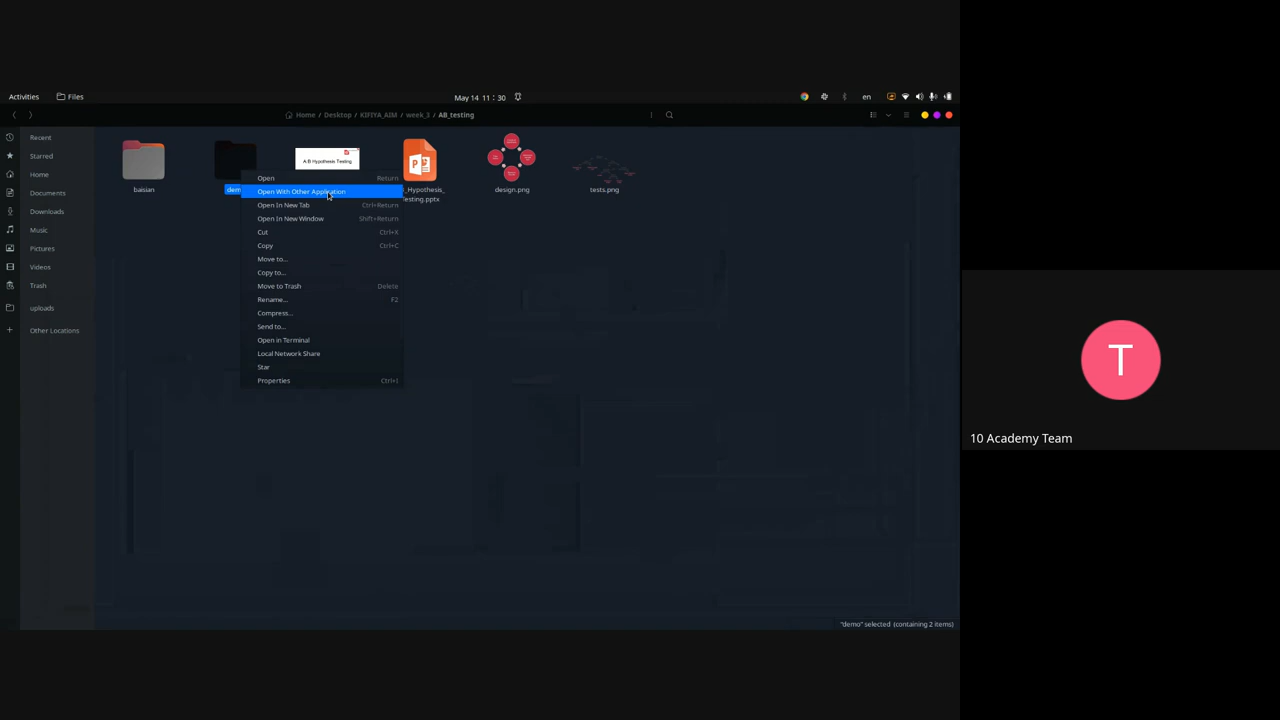 Activities
Files
May 14 11 : 30
en
Home / Desktop / KIFIYA_AIM / week_3 / AB_testing
Recent
Starred
Home
Documents
Downloads
Music
Pictures
Videos
Trash
uploads
Other Locations
baisian
dem
A B Hypothesis Testing
_Hypothesis_
testing.pptx
design.png
tests.png
Open Return
Open With Other Application
Open In New Tab Ctrl+Return
Open In New Window Shift+Return
Cut Ctrl+X
Copy Ctrl+C
Move to...
Copy to...
Move to Trash Delete
Rename... F2
Compress...
Send to...
Open in Terminal
Local Network Share
Star
Properties Ctrl+I
"demo" selected (containing 2 items)
T
10 Academy Team